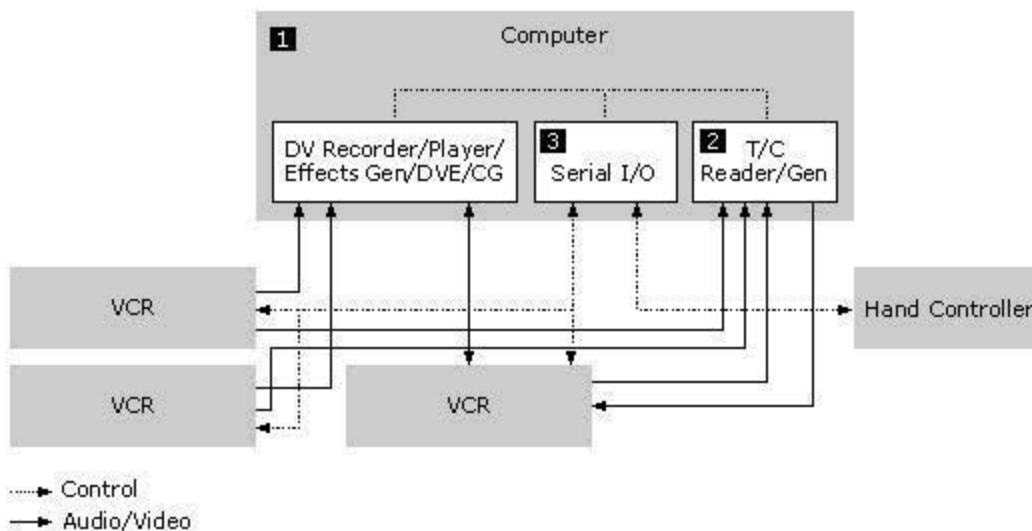 1
Computer
DV Recorder/Player/
Effects Gen/DVE/CG
3
Serial I/O
2
T/C
Reader/Gen
VCR
Hand Controller
VCR
VCR
Control
Audio/Video